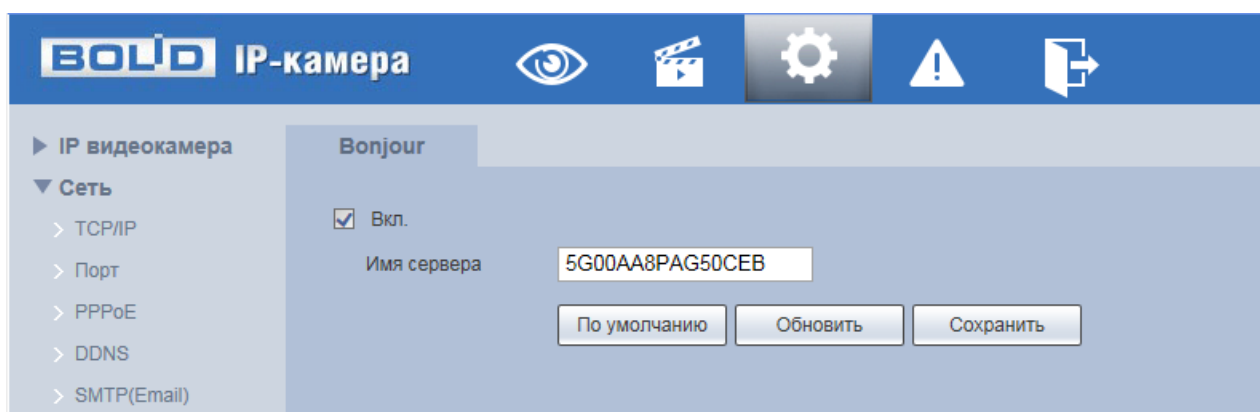 BOLID IP-камера
IP видеокамера
Bonjour
Сеть
TCP/IP
Вкл.
Имя сервера
5G00AA8PAG50CEB
Порт
PPPoE
По умолчанию
Обновить
Сохранить
DDNS
SMTP(Email)